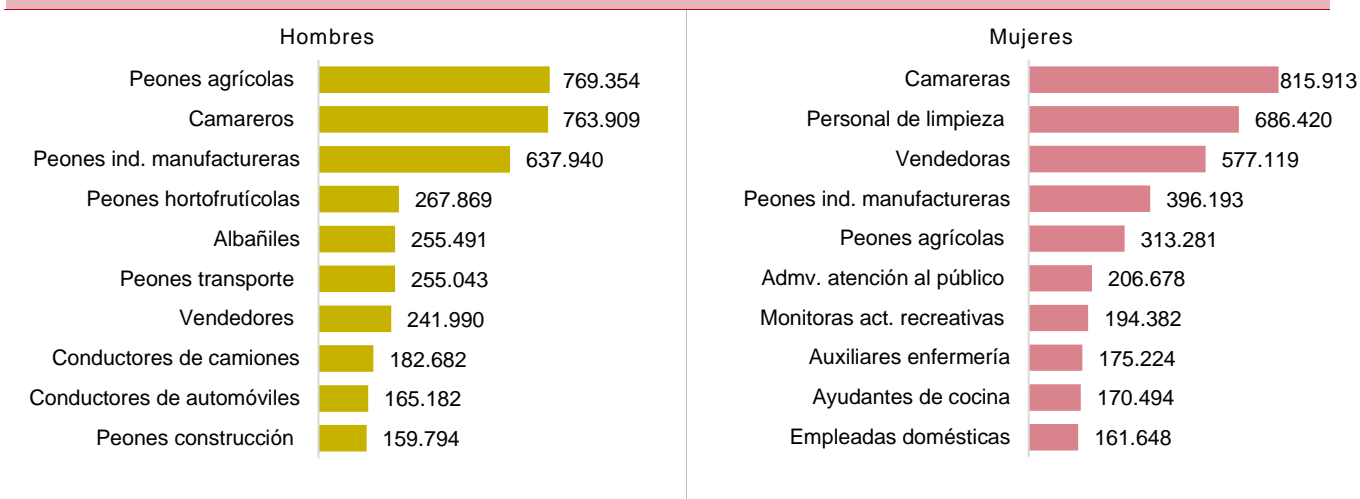 Hombres
Peones agrícolas 769.354
Camareros 763.909
Peones ind. manufactureras 637.940
Peones hortofrutícolas 267.869
Albañiles 255.491
Peones transporte 255.043
Vendedores 241.990
Conductores de camiones 182.682
Conductores de automóviles 165.182
Peones construcción 159.794
Mujeres
Camareras 815.913
Personal de limpieza 686.420
Vendedoras 577.119
Peones ind. manufactureras 396.193
Peones agrícolas 313.281
Admv. atención al público 206.678
Monitoras act. recreativas 194.382
Auxiliares enfermería 175.224
Ayudantes de cocina 170.494
Empleadas domésticas 161.648